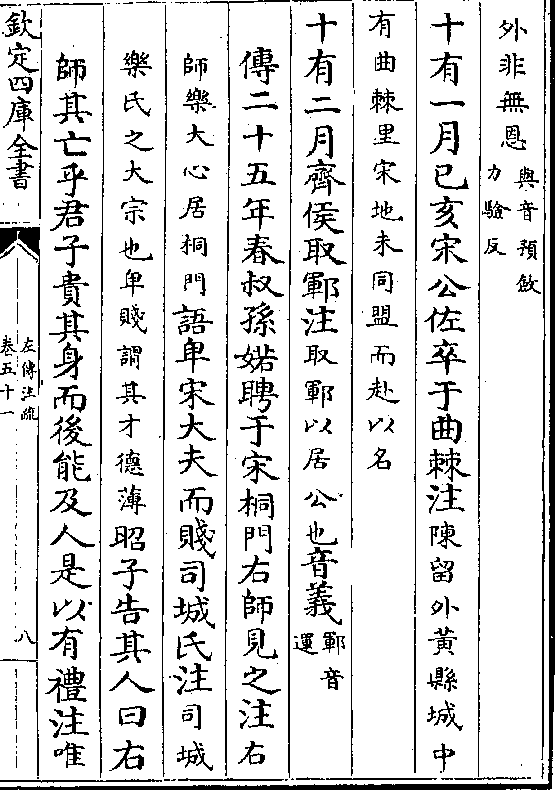 外非無恩與音預斂力驗反
十有一月己亥宋公佐卒于曲棘注陳留外黃縣城中
有曲棘里宋地未同盟而赴以名
十有二月齊侯取鄆注取鄆以居公也音義鄆音運
傳二十五年春叔孫婼聘于宋桐門右師見之注右
師樂大心居桐門語卑宋大夫而賤司城氏注司城
樂氏之大宗也卑賤謂其才德薄昭子告其人曰右
師其亡乎君子貴其身而後能及人是以有禮注唯
欽定四庫全書
左傳注疏
卷五十一
八